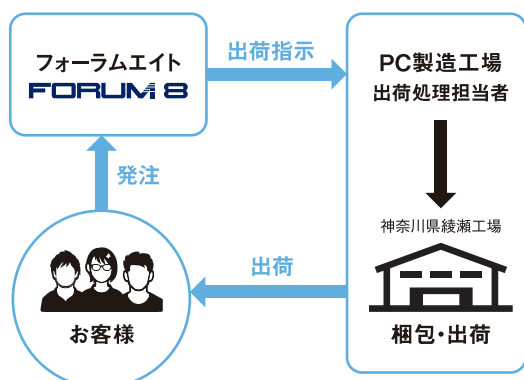 フォーラムエイト
FORUM 8
出荷指示
PC製造工場
出荷処理担当者
発注
神奈川県綾瀬工場
出荷
お客様
梱包・出荷